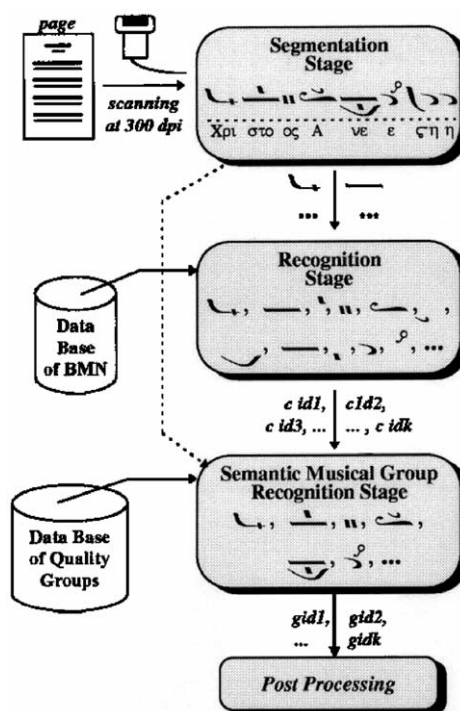 page
scanning
at 300 dpi
Segmentation
Stage
Χρι στο ος Α νε ε ς η η
... ...
Data
Base
of BMN
Recognition
Stage
, , , , , ,
, , , , , ...
c id1, c1d2,
c id3, ... ... , c idk
Data Base
of Quality
Groups
Semantic Musical Group
Recognition Stage
, , , ,
, , ...
gid1, gid2,
... gidk
Post Processing